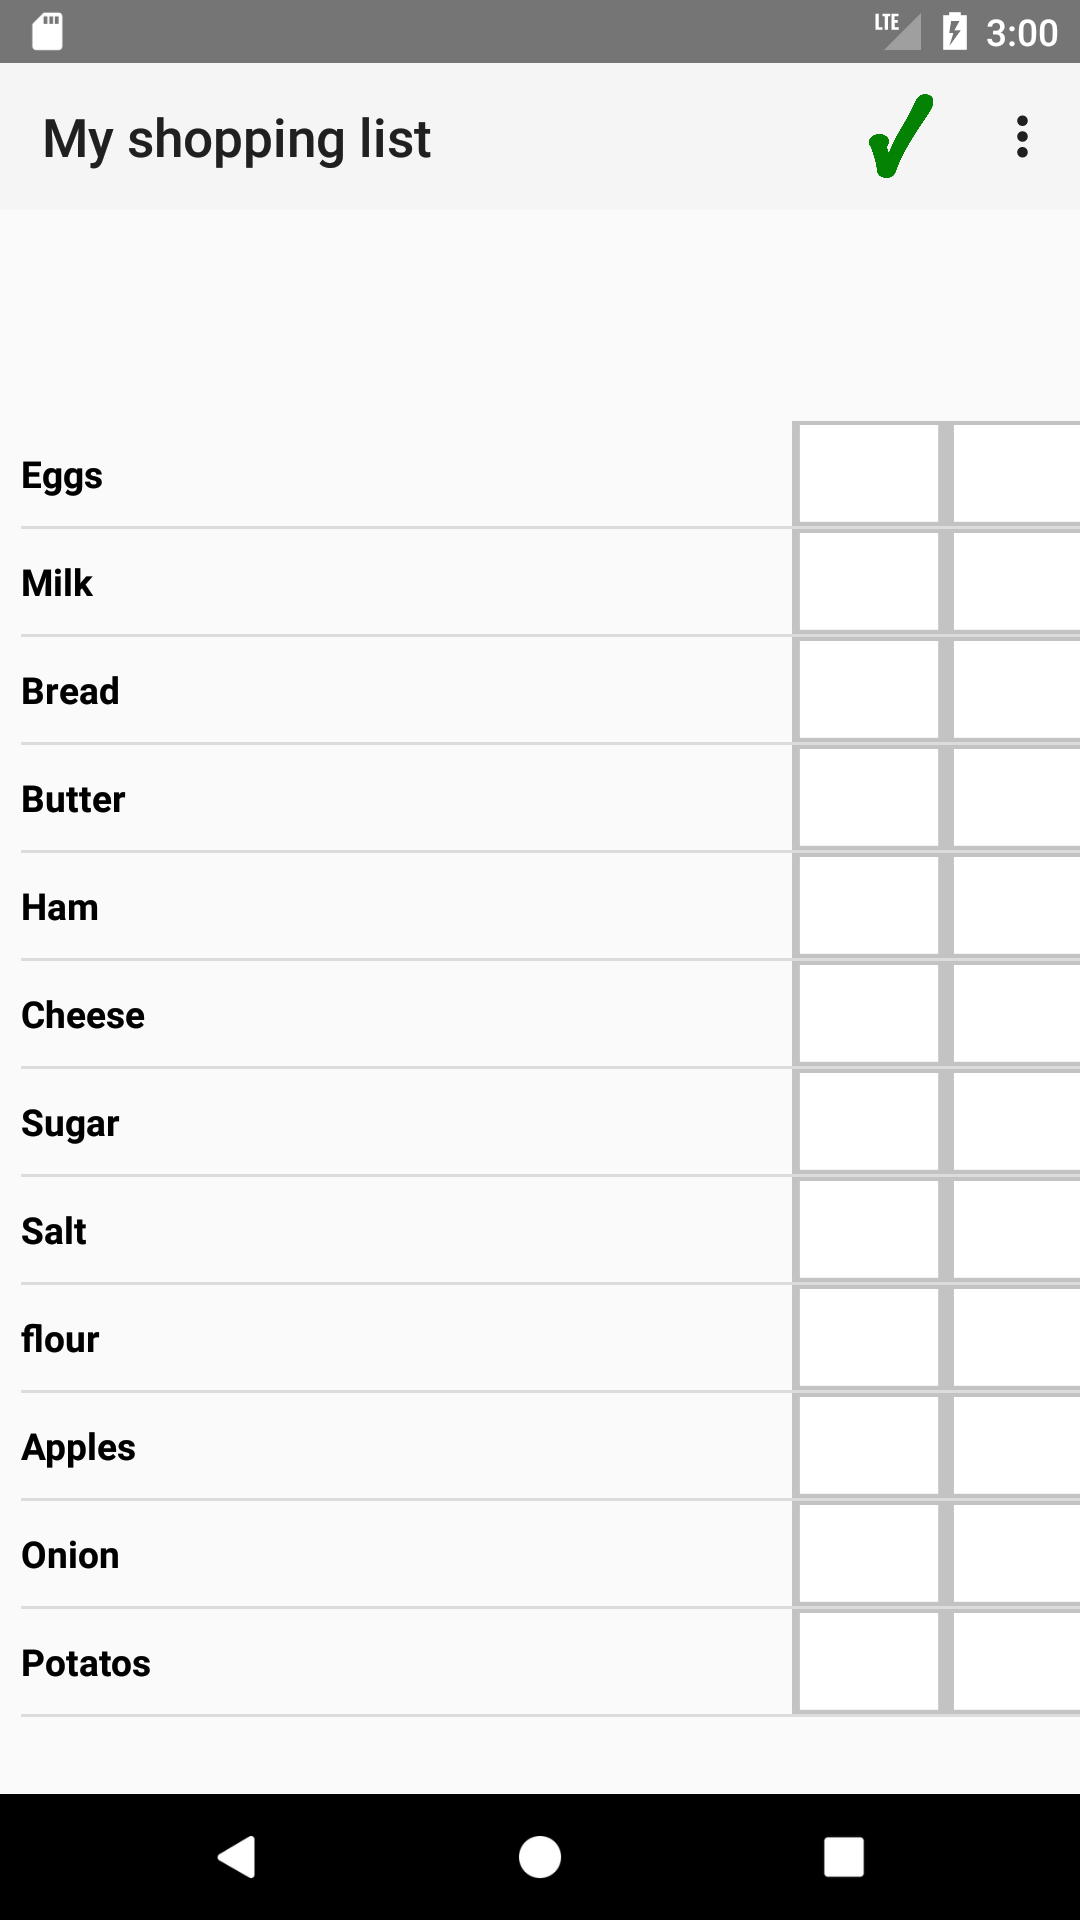 LTE 3:00
My shopping list
Eggs
Milk
Bread
Butter
Ham
Cheese
Sugar
Salt
flour
Apples
Onion
Potatos